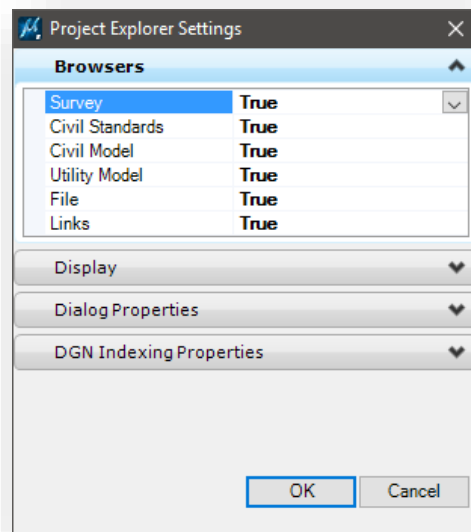 Project Explorer Settings
Browsers
Survey True
Civil Standards True
Civil Model True
Utility Model True
File True
Links True
Display
Dialog Properties
DGN Indexing Properties
OK Cancel